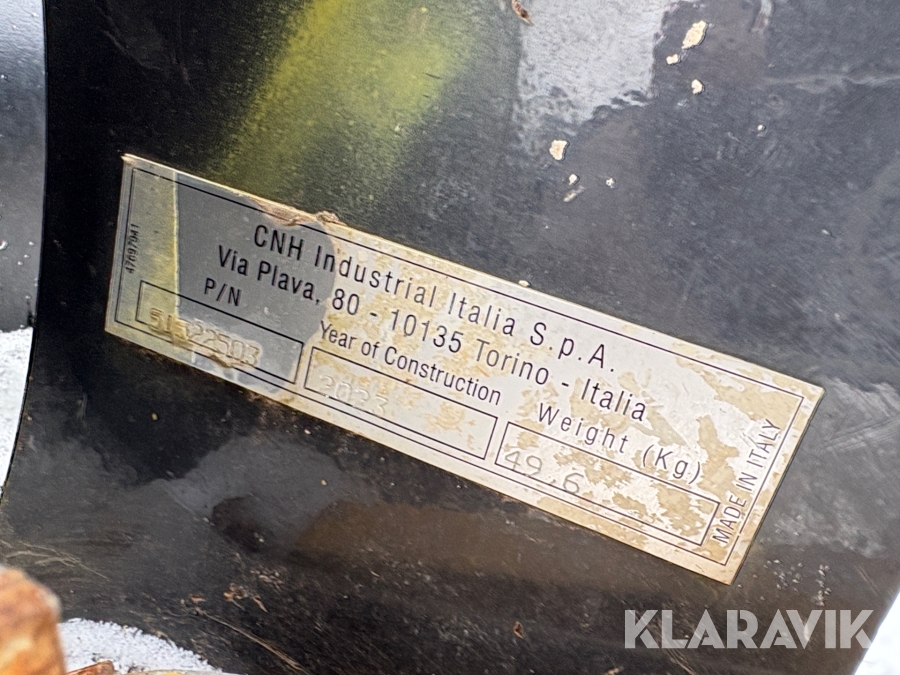 CNH Industrial Italia S.p.A.
Via Plava, 80 - 10135 Torino - Italia
P/N
Year of Construction
Weight (Kg)
2023
49.6
MADE IN ITALY
47697941
KLARAVIK